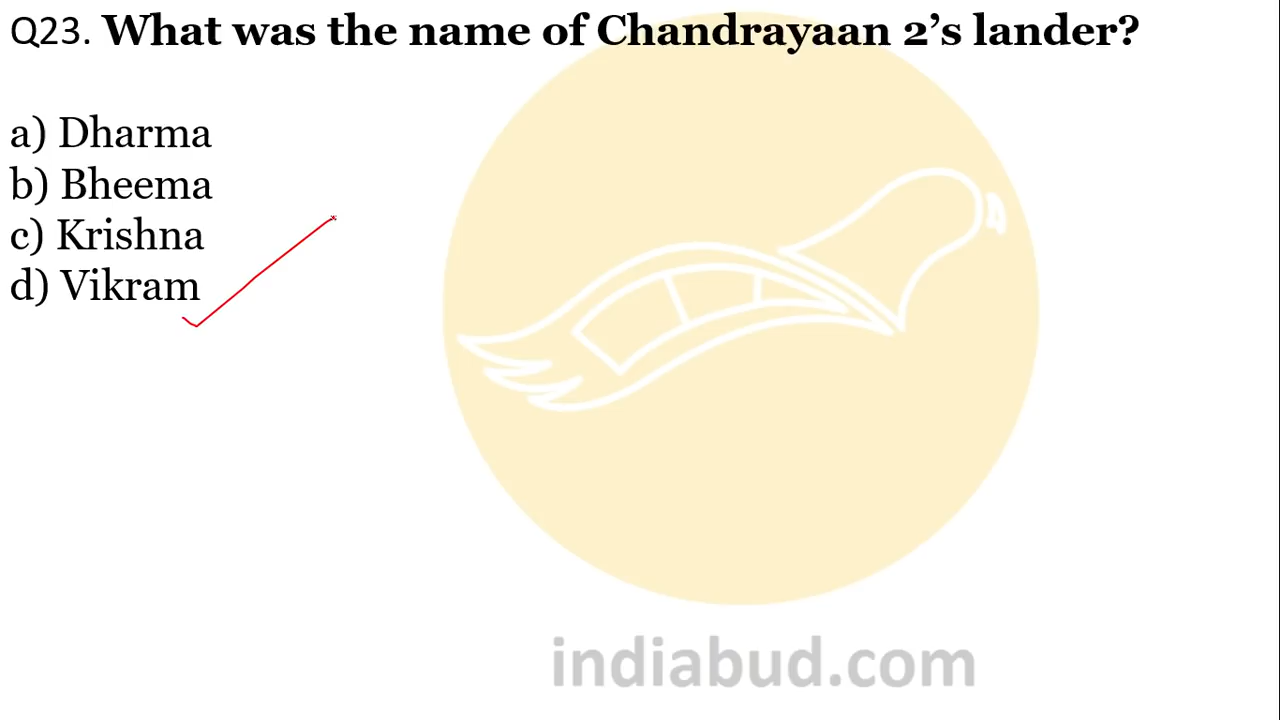 Q23. What was the name of Chandrayaan 2’s lander?
a) Dharma
b) Bheema
c) Krishna
d) Vikram
indiabud.com